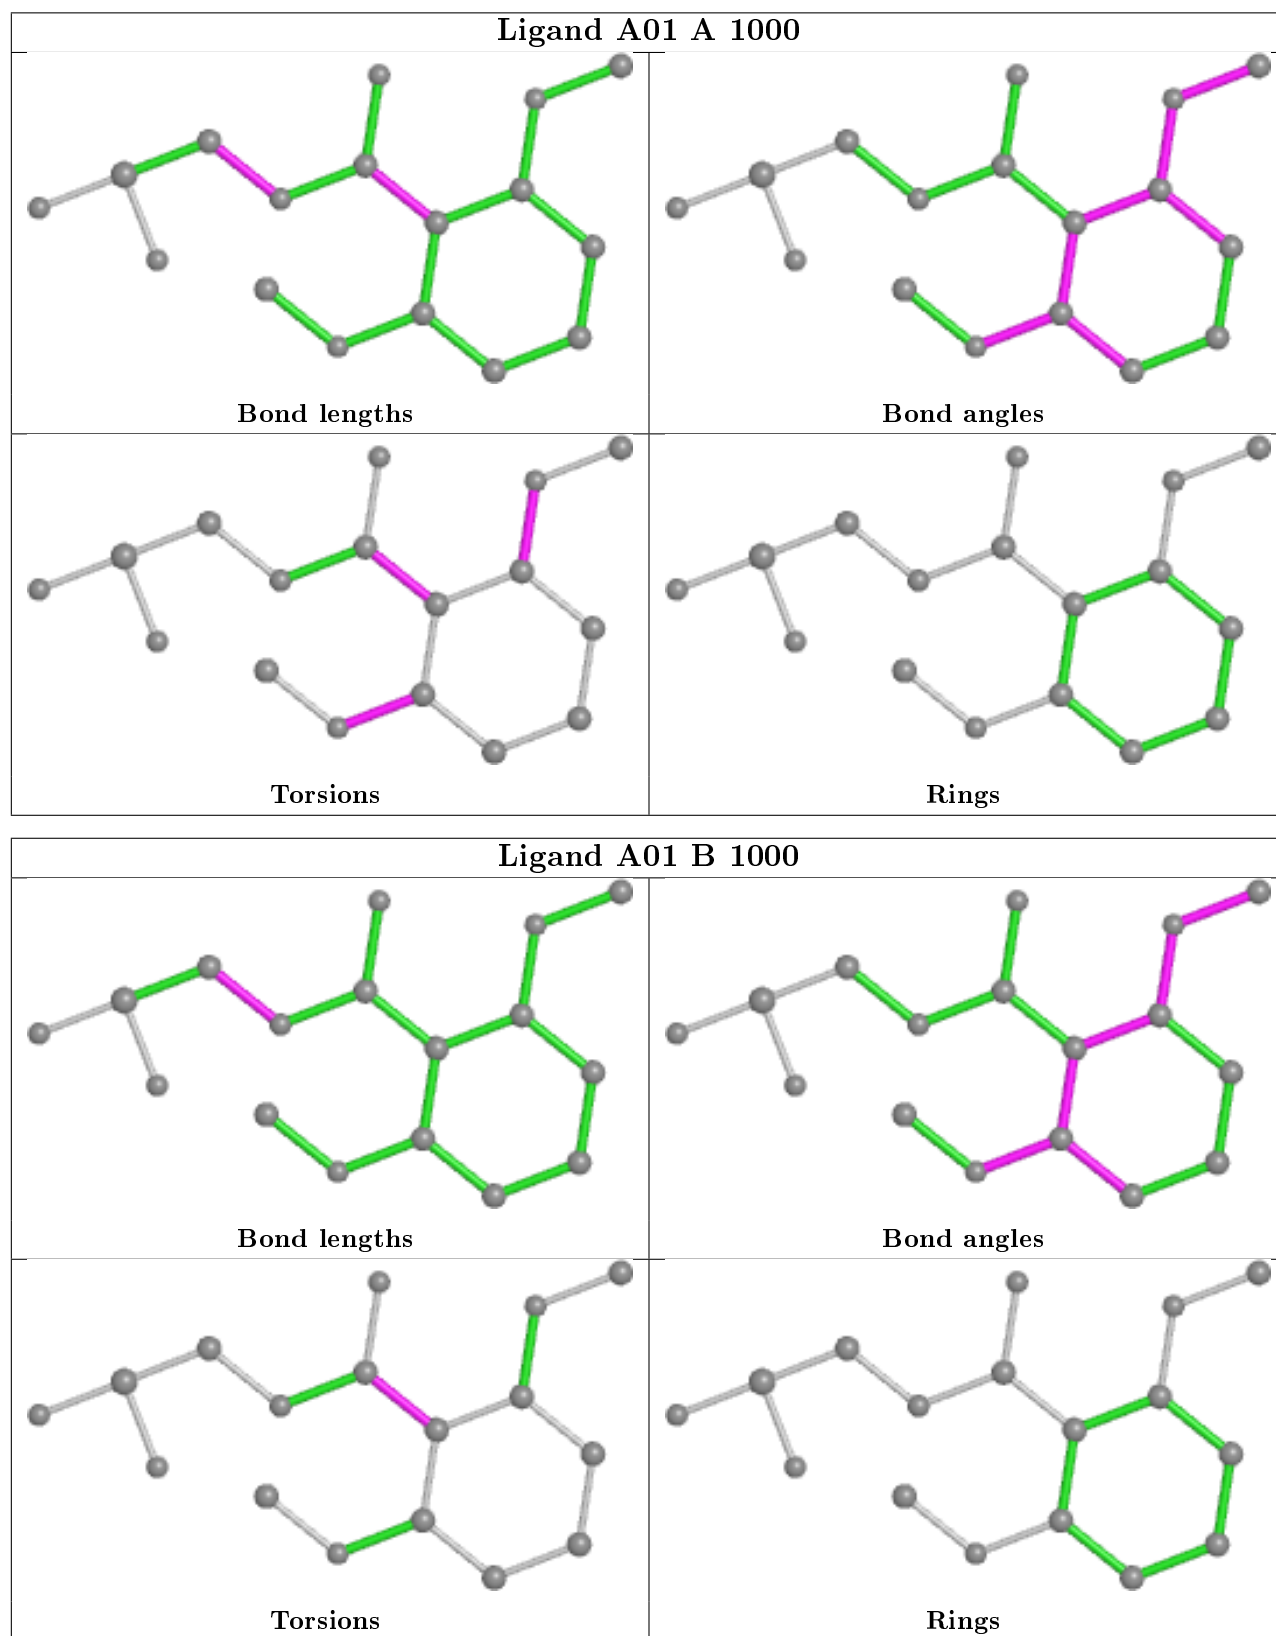 Ligand A01 A 1000
Bond lengths
Bond angles
Torsions
Rings
Ligand A01 B 1000
Bond lengths
Bond angles
Torsions
Rings